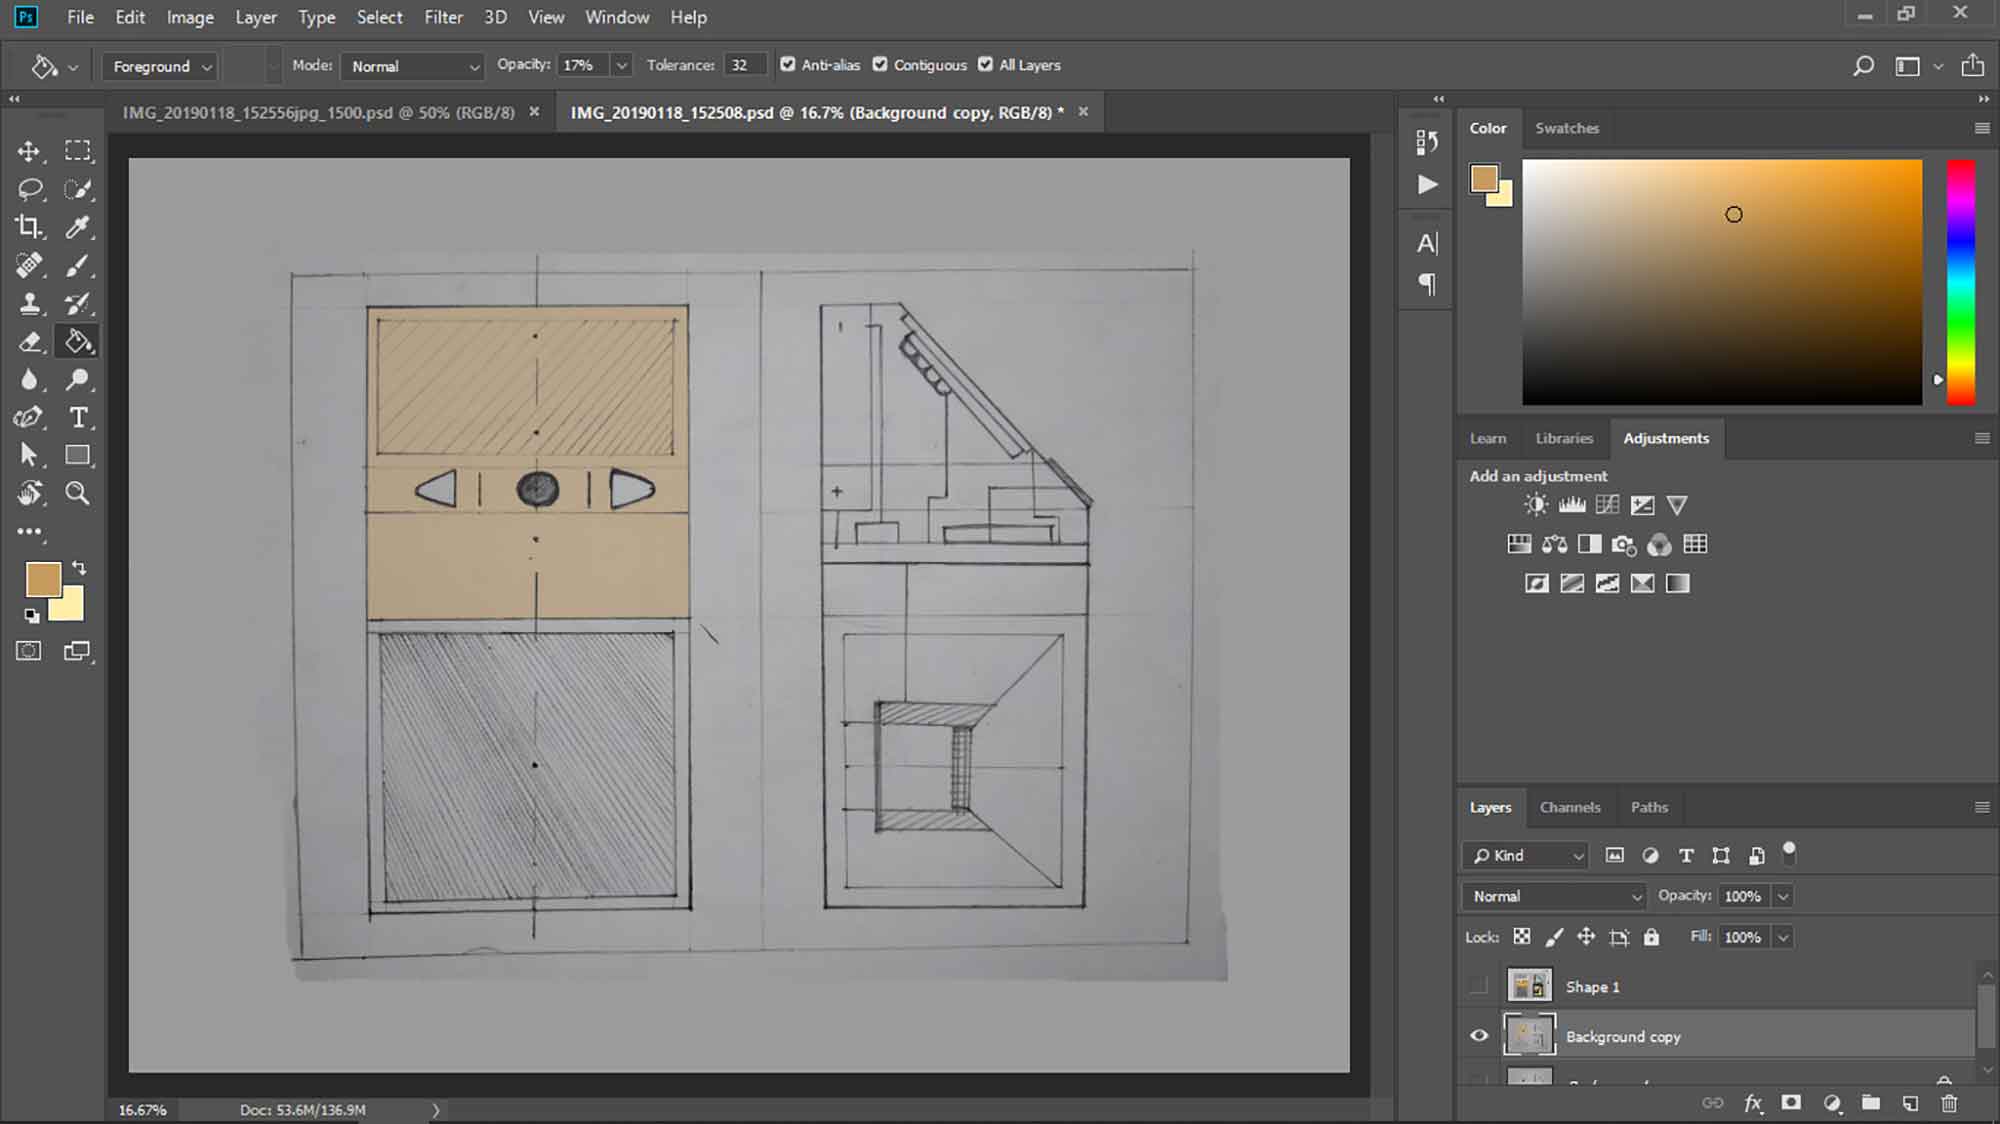 Ps File Edit Image Layer Type Select Filter 3D View Window Help
Foreground Mode: Normal Opacity: 17% Tolerance: 32 Anti-alias Contiguous All Layers
IMG_20190118_152556jpg_1500.psd @ 50% (RGB/8) IMG_20190118_152508.psd @ 16.7% (Background copy, RGB/8) *
Color Swatches
Learn Libraries Adjustments
Add an adjustment
Layers Channels Paths
Kind
Normal Opacity: 100%
Lock: Fill: 100%
Shape 1
Background copy
16.67% Doc: 53.6M/136.9M